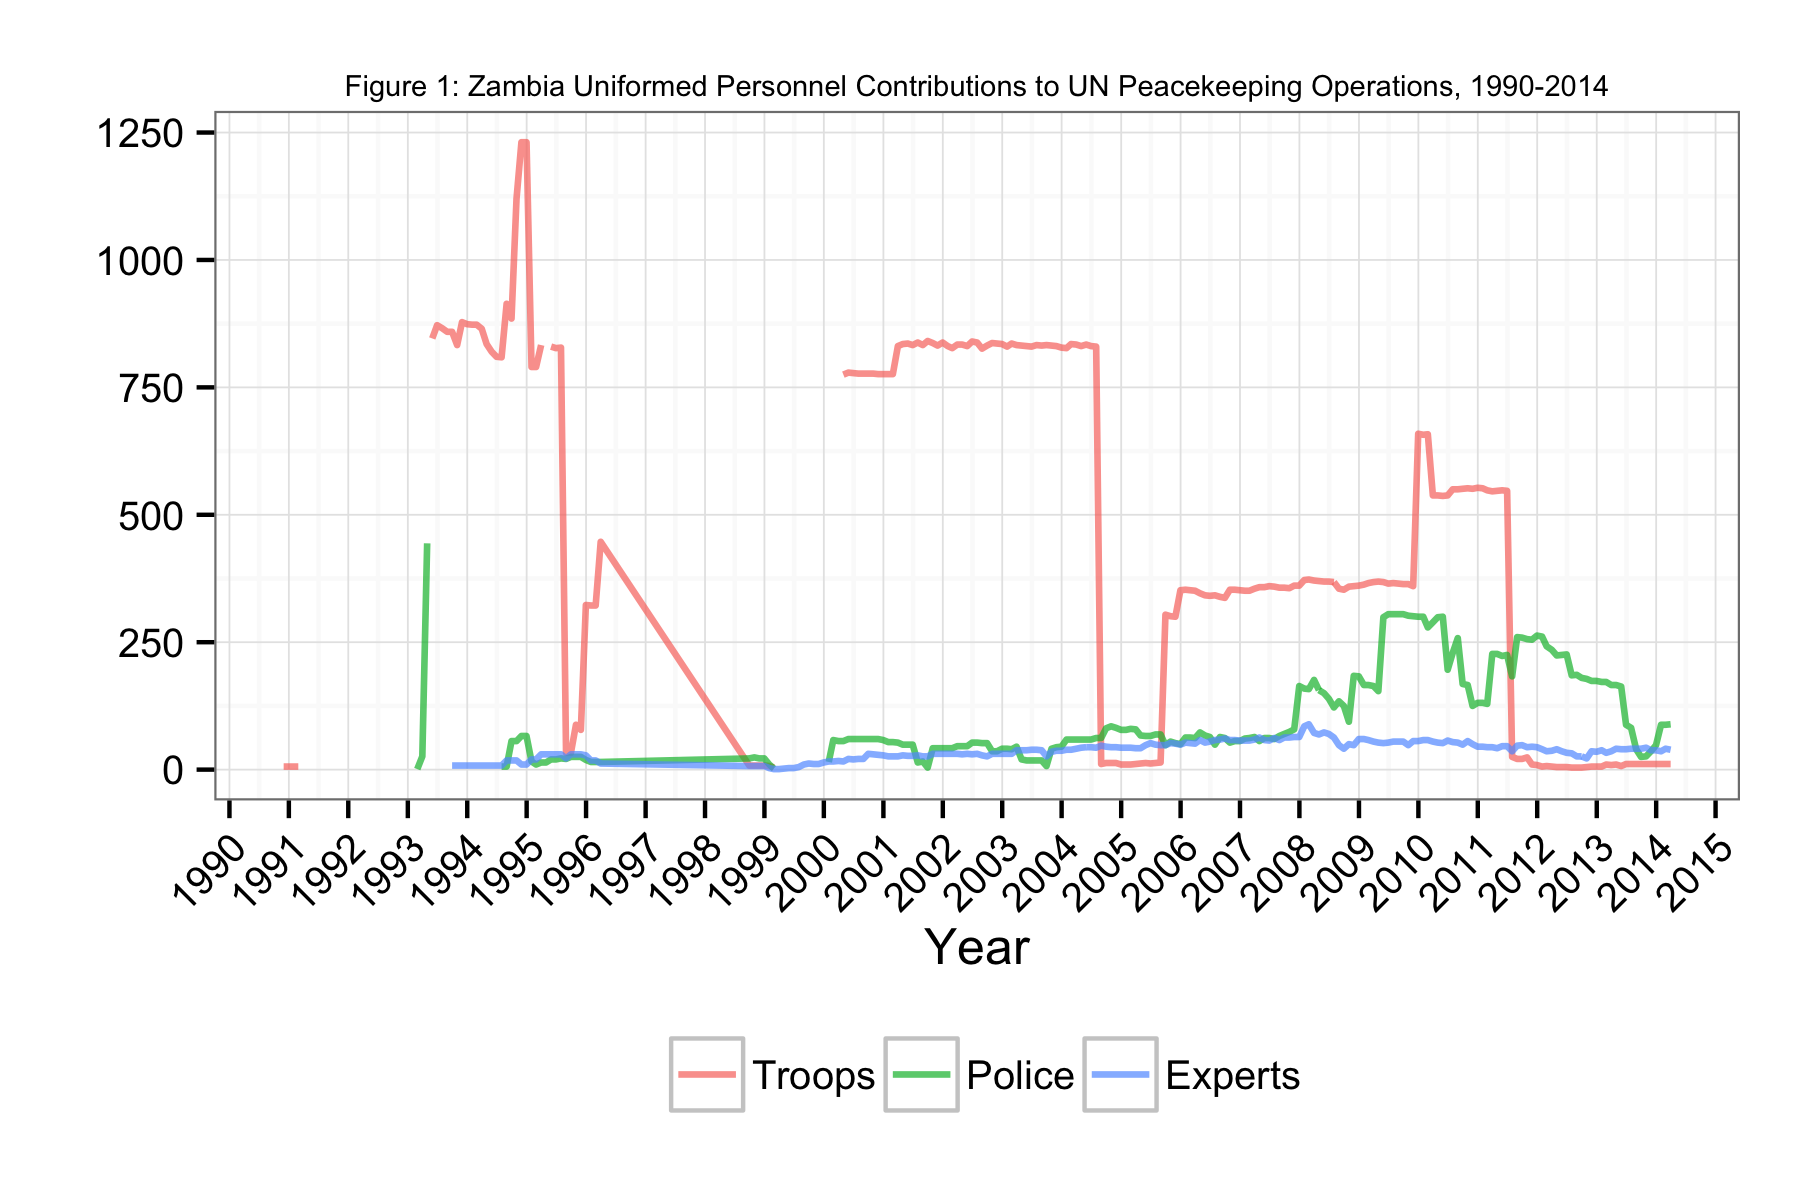 Figure 1: Zambia Uniformed Personnel Contributions to UN Peacekeeping Operations, 1990-2014
1250
1000
750
500
250
0
1990 1991 1992 1993 1994 1995 1996 1997 1998 1999 2000 2001 2002 2003 2004 2005 2006 2007 2008 2009 2010 2011 2012 2013 2014 2015
Year
Troops Police Experts